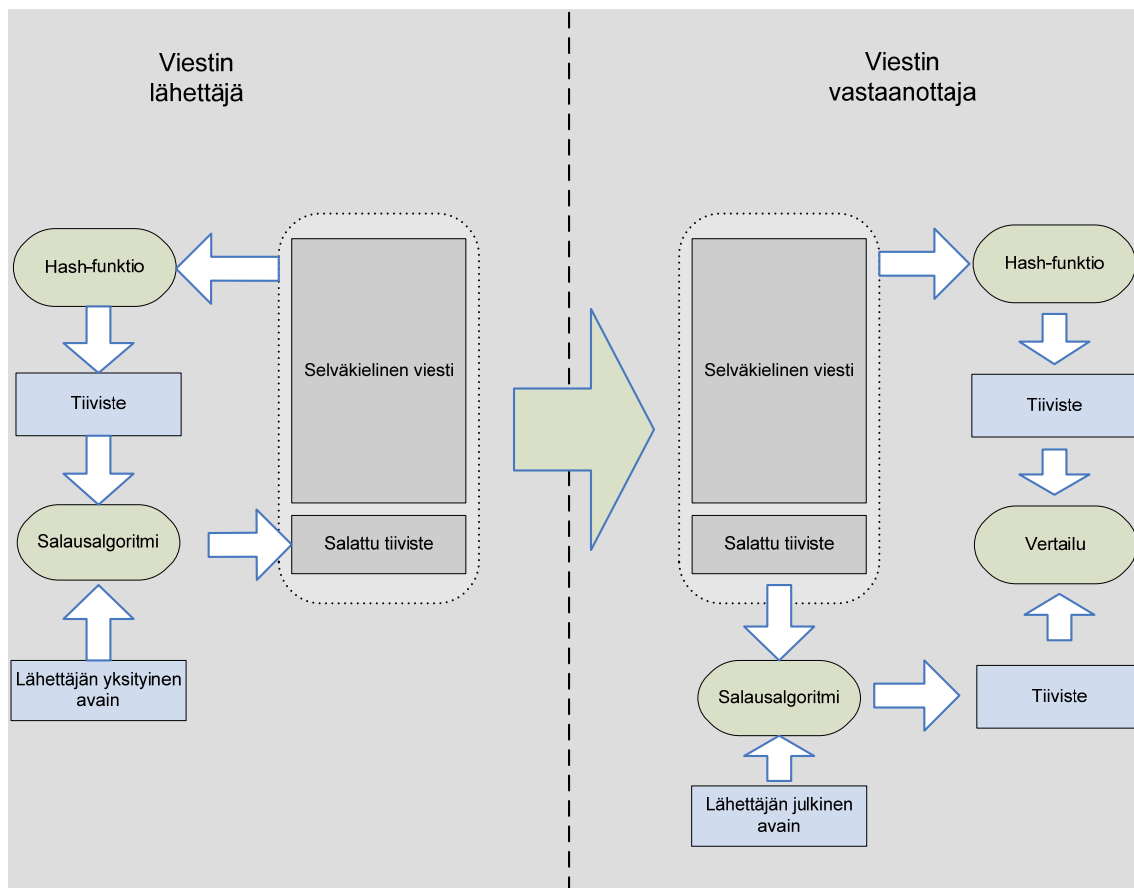 Viestin
lähettäjä
Hash-funktio
Selväkielinen viesti
Tiiviste
Salausalgoritmi
Salattu tiiviste
Lähettäjän yksityinen
avain
Viestin
vastaanottaja
Selväkielinen viesti
Hash-funktio
Tiiviste
Salattu tiiviste
Vertailu
Salausalgoritmi
Tiiviste
Lähettäjän julkinen
avain